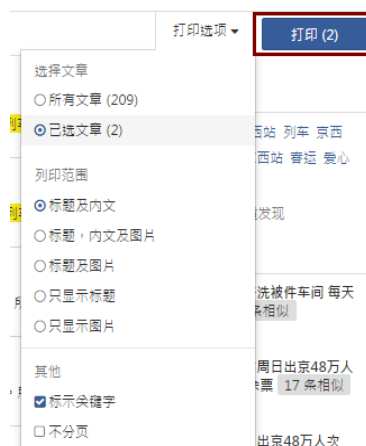 打印选项
打印 (2)
选择文章
所有文章 (209)
已选文章 (2)
西站 列车 京西
西站 春运 爱心
列印范围
标题及内文
发现
标题，内文及图片
标题及图片
只显示标题
洗被件车间 每天
条相似
只显示图片
其他
周日出京48万人
票 17 条相似
标示关键字
不分页
出京48万人次